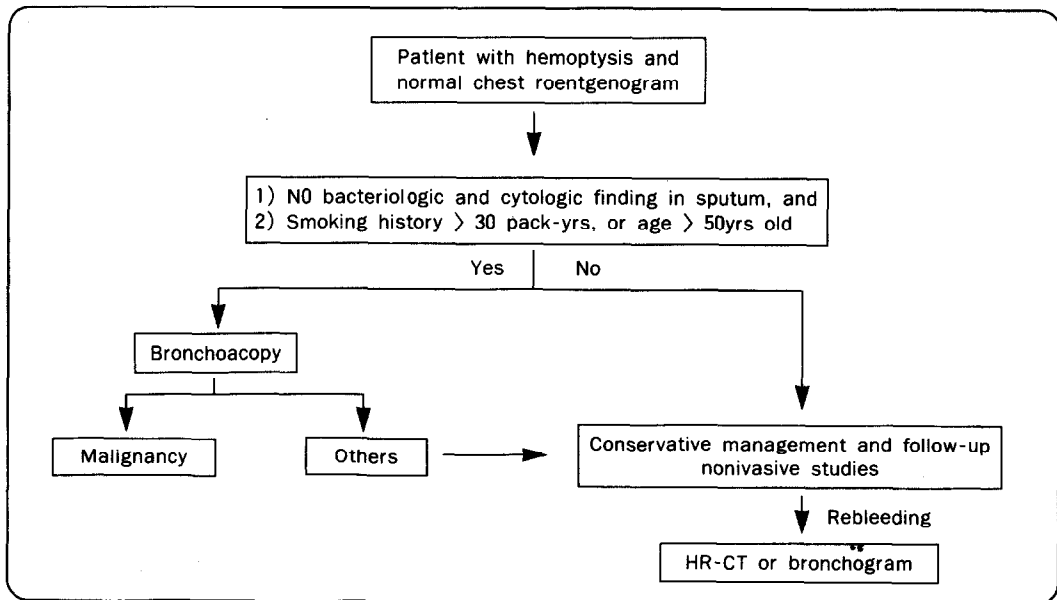 Patient with hemoptysis and
normal chest roentgenogram
1) NO bacteriologic and cytologic finding in sputum, and
2) Smoking history > 30 pack-yrs, or age > 50yrs old
Yes
No
Bronchoacopy
Malignancy
Others
Conservative management and follow-up
nonivasive studies
Rebleeding
HR-CT or bronchogram